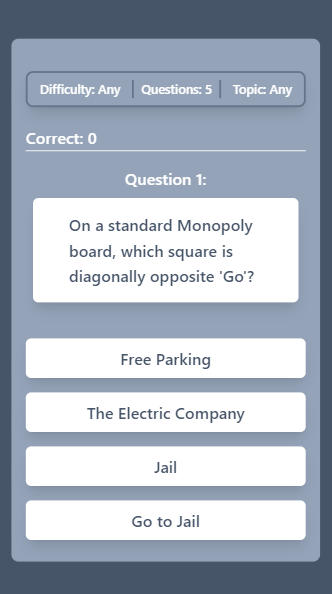 Difficulty: Any Questions: 5 Topic: Any
Correct: 0
Question 1:
On a standard Monopoly
board, which square is
diagonally opposite 'Go'?
Free Parking
The Electric Company
Jail
Go to Jail